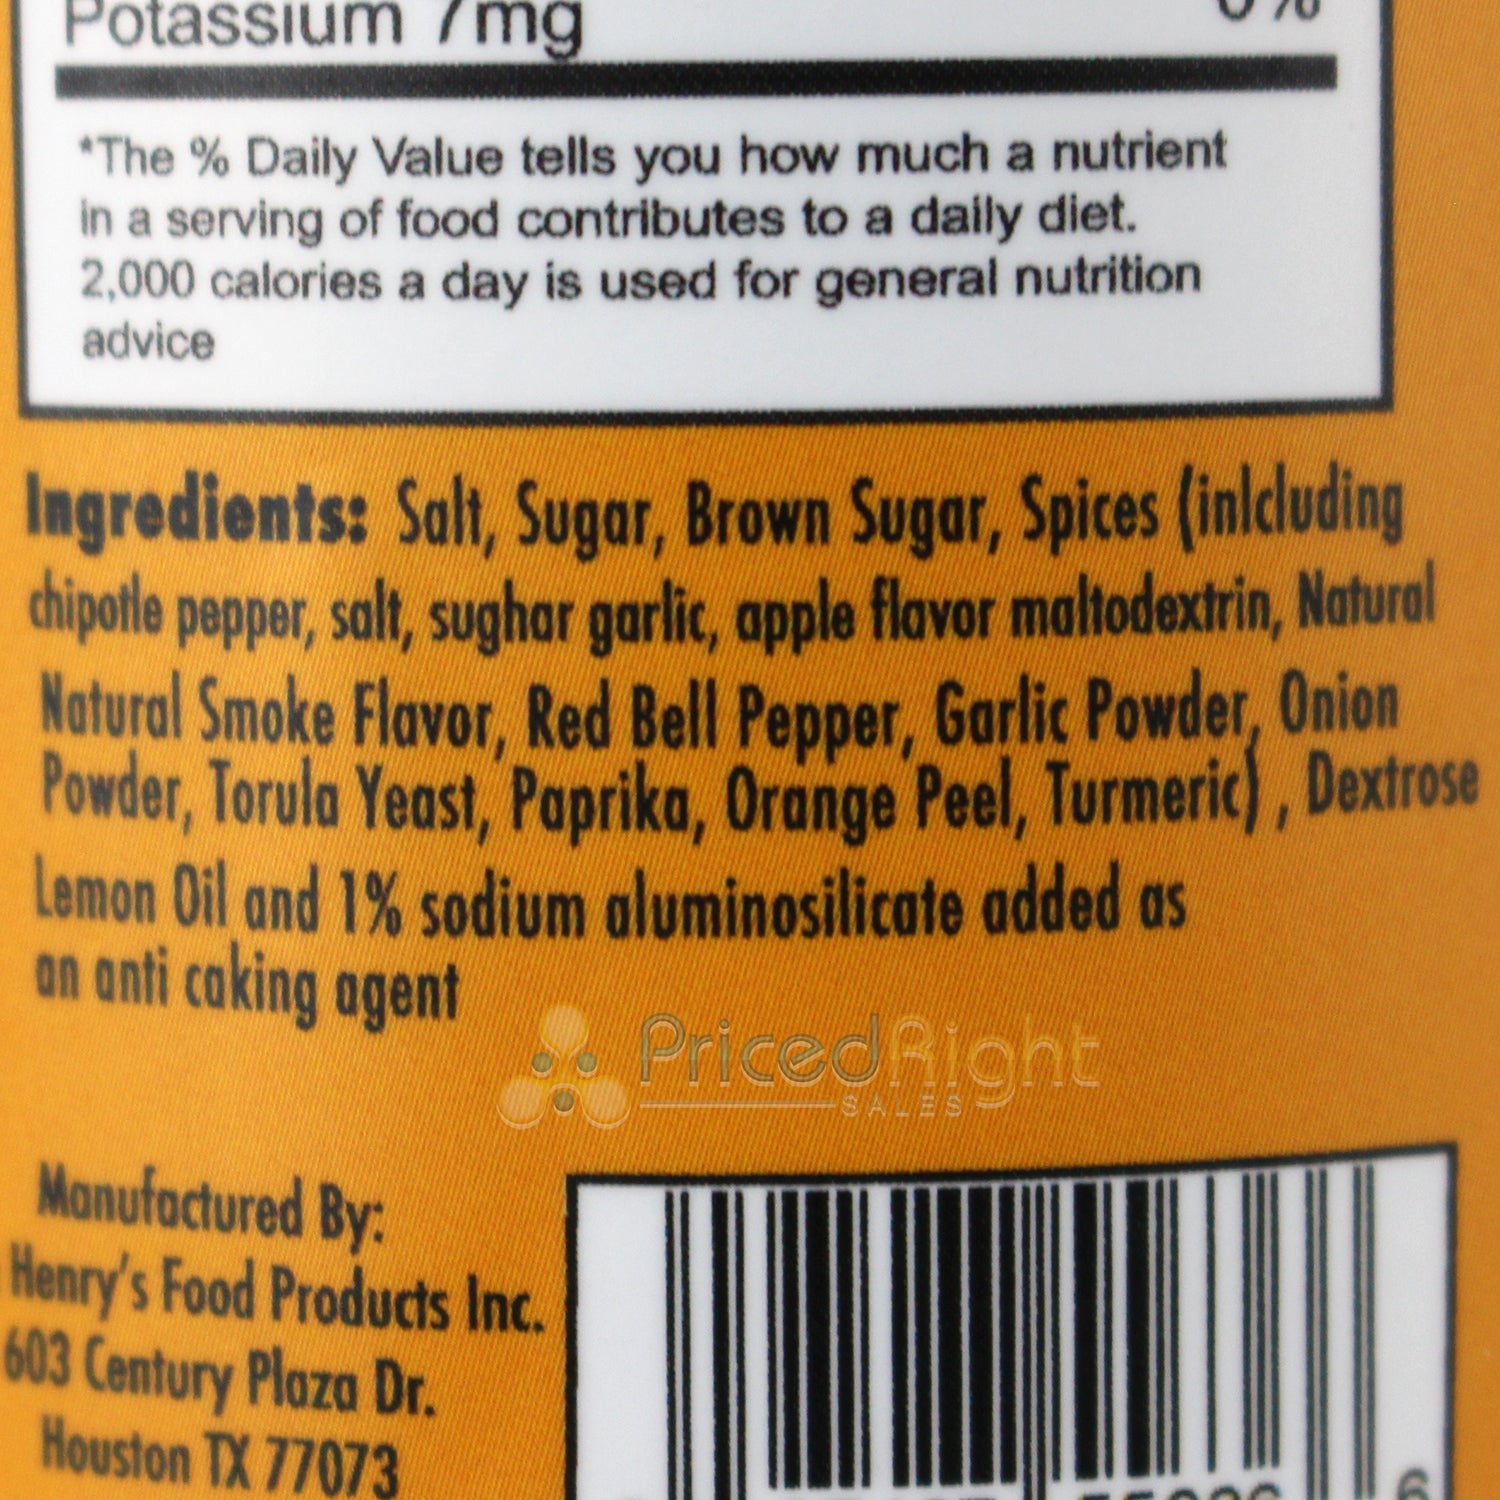 Potassium 7mg 0%
*The % Daily Value tells you how much a nutrient
in a serving of food contributes to a daily diet.
2,000 calories a day is used for general nutrition
advice
Ingredients: Salt, Sugar, Brown Sugar, Spices (inlcluding
chipotle pepper, salt, sughar garlic, apple flavor maltodextrin, Natural
Natural Smoke Flavor, Red Bell Pepper, Garlic Powder, Onion
Powder, Torula Yeast, Paprika, Orange Peel, Turmeric) , Dextrose
Lemon Oil and 1% sodium aluminosilicate added as
an anti caking agent
PricedRight
SALES
Manufactured By:
Henry's Food Products Inc.
603 Century Plaza Dr.
Houston TX 77073
6